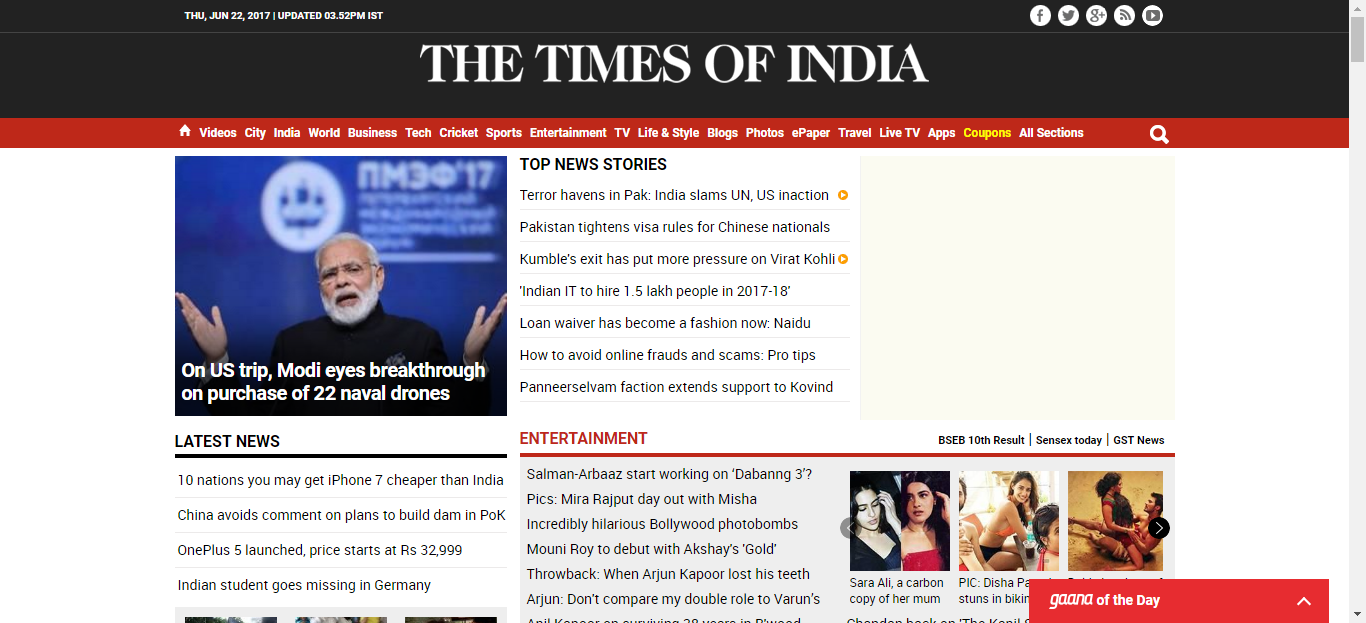 THU, JUN 22, 2017 | UPDATED 03.52PM IST
THE TIMES OF INDIA
Videos City India World Business Tech Cricket Sports Entertainment TV Life & Style Blogs Photos ePaper Travel Live TV Apps Coupons All Sections
ПМЭФ'17
On US trip, Modi eyes breakthrough
on purchase of 22 naval drones
TOP NEWS STORIES
Terror havens in Pak: India slams UN, US inaction
Pakistan tightens visa rules for Chinese nationals
Kumble's exit has put more pressure on Virat Kohli
'Indian IT to hire 1.5 lakh people in 2017-18'
Loan waiver has become a fashion now: Naidu
How to avoid online frauds and scams: Pro tips
Panneerselvam faction extends support to Kovind
LATEST NEWS
10 nations you may get iPhone 7 cheaper than India
China avoids comment on plans to build dam in PoK
OnePlus 5 launched, price starts at Rs 32,999
Indian student goes missing in Germany
ENTERTAINMENT
BSEB 10th Result | Sensex today | GST News
Salman-Arbaaz start working on ‘Dabanng 3’?
Pics: Mira Rajput day out with Misha
Incredibly hilarious Bollywood photobombs
Mouni Roy to debut with Akshay's 'Gold'
Throwback: When Arjun Kapoor lost his teeth
Arjun: Don't compare my double role to Varun’s
Sara Ali, a carbon
copy of her mum
PIC: Disha
stuns in
gaana of the Day